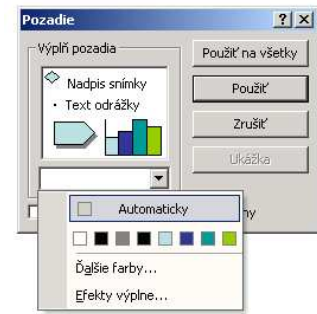 Pozadie
Výplň pozadia
Nadpis snímky
• Text odrážky
Použiť na všetky
Použiť
Zrušiť
Ukážka
Automaticky
Ďalšie farby...
Efekty výplne...